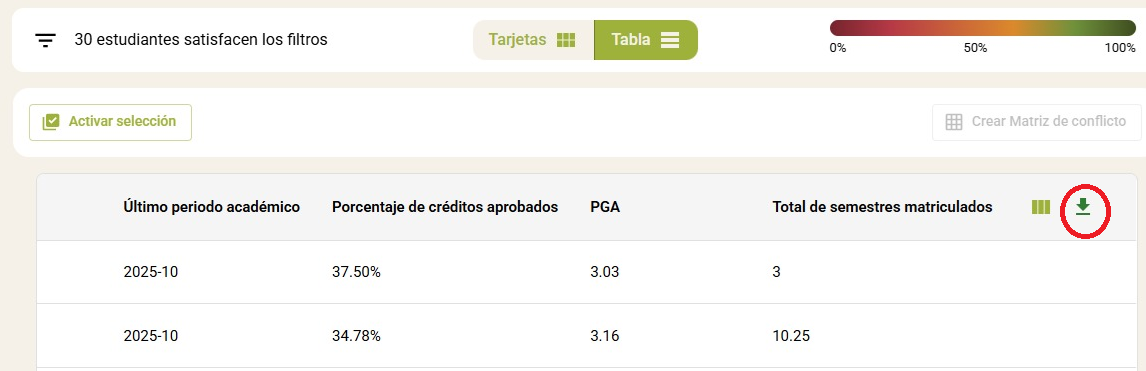 30 estudiantes satisfacen los filtros
Tarjetas
Tabla
0% 50% 100%
Activar selección
Crear Matriz de conflicto
Último periodo académico Porcentaje de créditos aprobados PGA Total de semestres matriculados
2025-10 37.50% 3.03 3
2025-10 34.78% 3.16 10.25